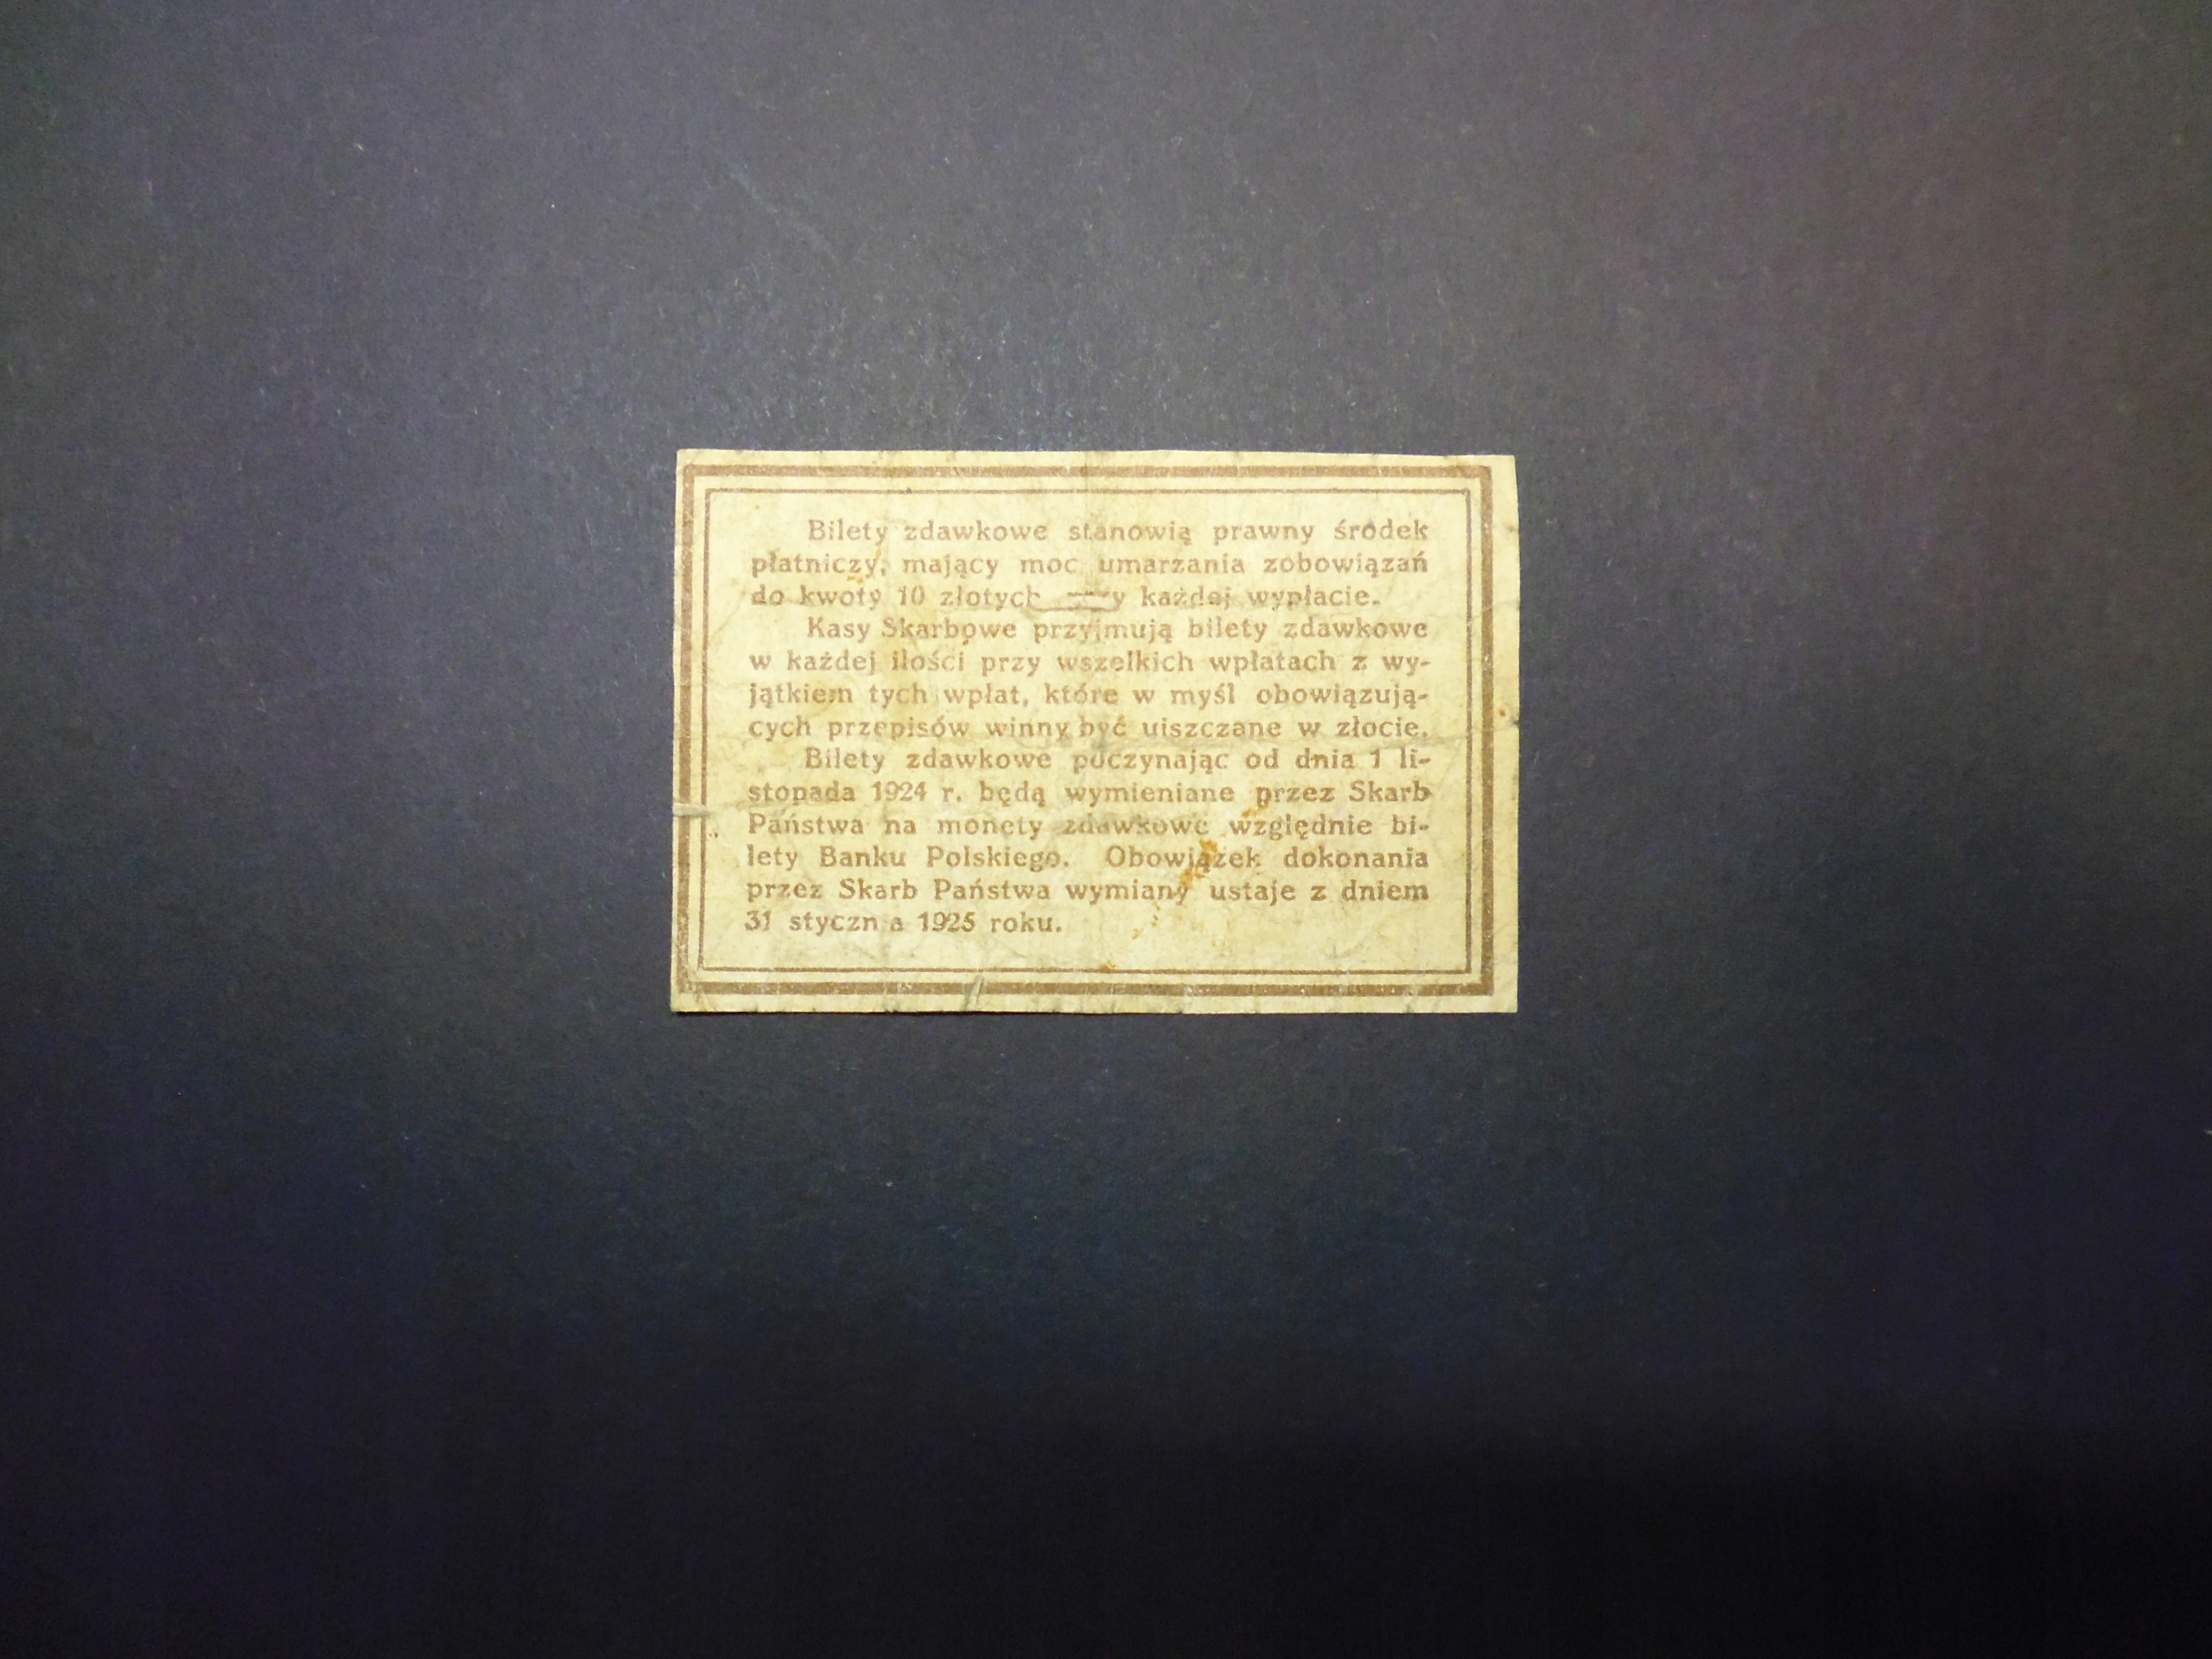 Bilety zdawkowe stanowią prawny środek
płatniczy, mający moc umarzania zobowiązań
do kwoty 10 złotych każdej wypłacie.
Kasy Skarbowe przyjmują bilety zdawkowe
w każdej ilości przy wszelkich wpłatach z wy-
jątkiem tych wpłat, które w myśl obowiązują-
cych przepisów winny być uiszczane w złocie.
Bilety zdawkowe począynając od dnia 1 li-
stopada 1924 r. będą wymieniane przez Skarb
Państwa na monety zdawkowe względnie bi-
lety Banku Polskiego. Obowiązek dokonania
przez Skarb Państwa wymiany ustaje z dniem
31 stycznia 1925 roku.